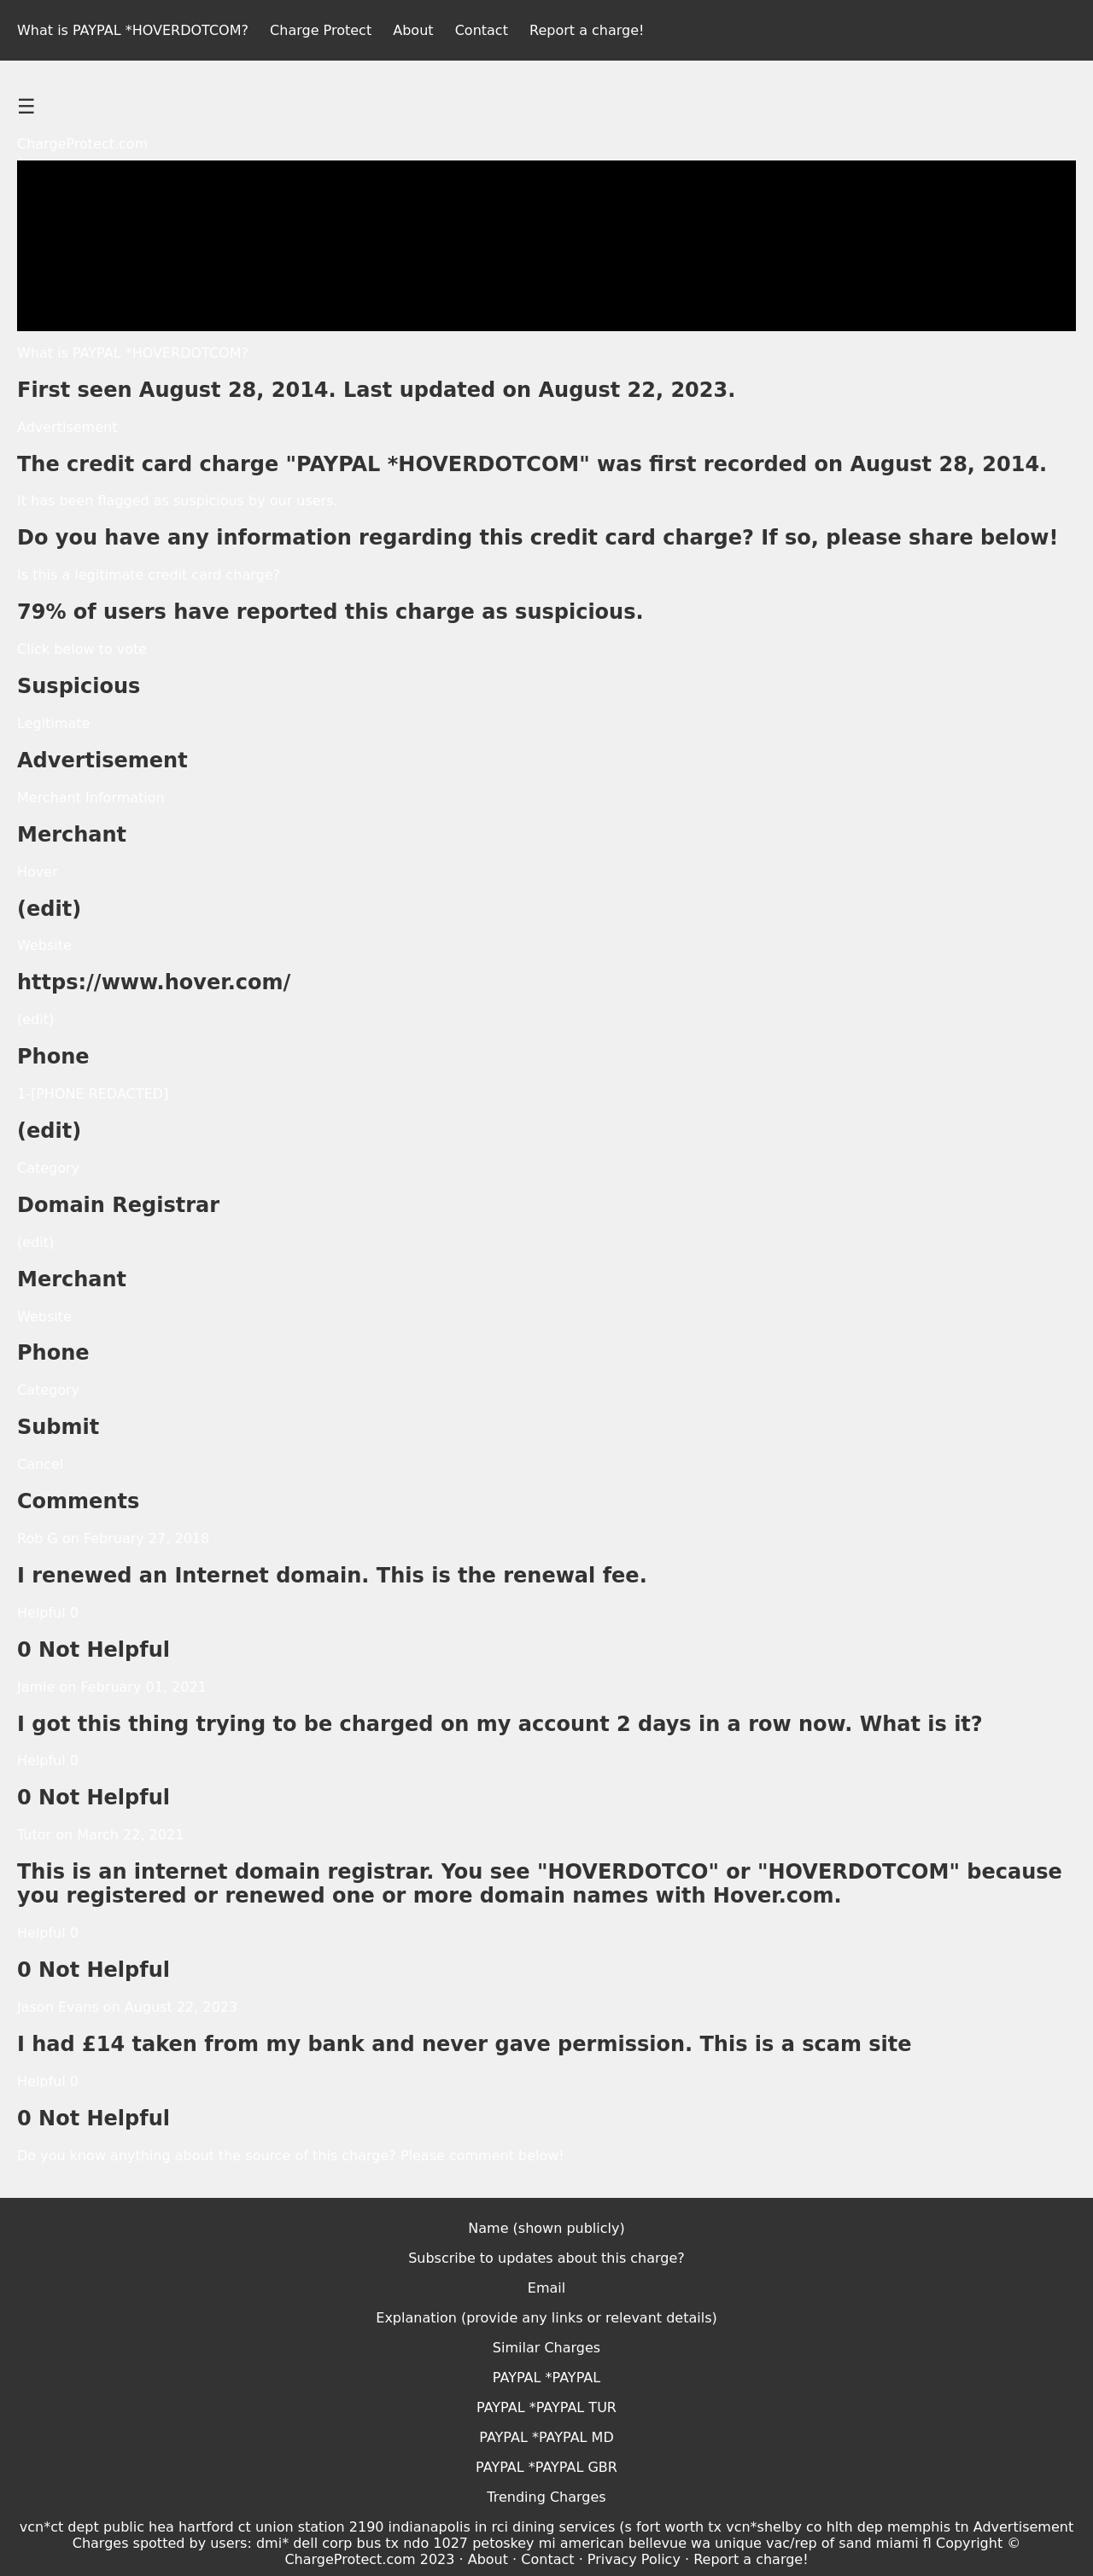 What is PAYPAL *HOVERDOTCOM? Charge Protect About Contact Report a charge!
☰
ChargeProtect.com
What is PAYPAL *HOVERDOTCOM?
First seen August 28, 2014. Last updated on August 22, 2023.
Advertisement
The credit card charge "PAYPAL *HOVERDOTCOM" was first recorded on August 28, 2014.
It has been flagged as suspicious by our users.
Do you have any information regarding this credit card charge? If so, please share below!
Is this a legitimate credit card charge?
79% of users have reported this charge as suspicious.
Click below to vote
Suspicious
Legitimate
Advertisement
Merchant Information
Merchant
Hover
(edit)
Website
https://www.hover.com/
(edit)
Phone
1-[PHONE REDACTED]
(edit)
Category
Domain Registrar
(edit)
Merchant
Website
Phone
Category
Submit
Cancel
Comments
Rob G on February 27, 2018
I renewed an Internet domain. This is the renewal fee.
Helpful 0
0 Not Helpful
Jamie on February 01, 2021
I got this thing trying to be charged on my account 2 days in a row now. What is it?
Helpful 0
0 Not Helpful
Tutor on March 22, 2021
This is an internet domain registrar. You see "HOVERDOTCO" or "HOVERDOTCOM" because
you registered or renewed one or more domain names with Hover.com.
Helpful 0
0 Not Helpful
Jason Evans on August 22, 2023
I had £14 taken from my bank and never gave permission. This is a scam site
Helpful 0
0 Not Helpful
Do you know anything about the source of this charge? Please comment below!
Name (shown publicly)
Subscribe to updates about this charge?
Email
Explanation (provide any links or relevant details)
Similar Charges
PAYPAL *PAYPAL
PAYPAL *PAYPAL TUR
PAYPAL *PAYPAL MD
PAYPAL *PAYPAL GBR
Trending Charges
vcn*ct dept public hea hartford ct union station 2190 indianapolis in rci dining services (s fort worth tx vcn*shelby co hlth dep memphis tn Advertisement
Charges spotted by users: dmi* dell corp bus tx ndo 1027 petoskey mi american bellevue wa unique vac/rep of sand miami fl Copyright ©
ChargeProtect.com 2023 · About · Contact · Privacy Policy · Report a charge!